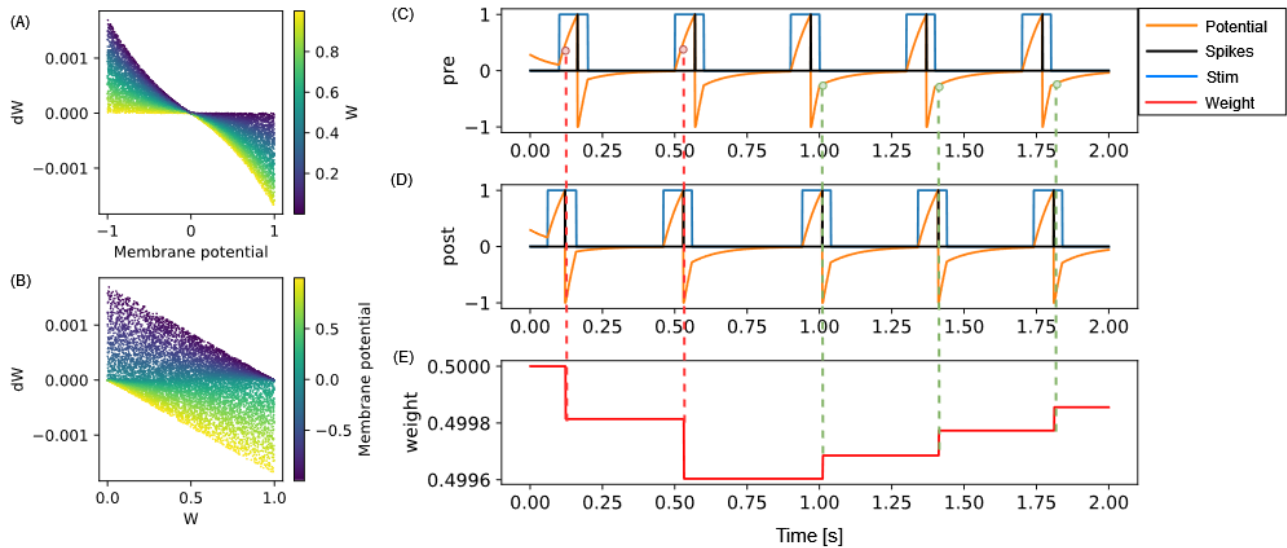 (A)
0.001
0.000
−0.001
dW
−1
0
1
Membrane potential
0.8
0.6
0.4
0.2
W
(B)
0.001
0.000
−0.001
dW
0.0
0.5
1.0
W
0.5
0.0
−0.5
Membrane potential
(C)
1
0
−1
pre
0.00 0.25 0.50 0.75 1.00 1.25 1.50 1.75 2.00
Potential
Spikes
Stim
Weight
(D)
1
0
−1
post
0.00 0.25 0.50 0.75 1.00 1.25 1.50 1.75 2.00
(E)
0.5000
0.4998
0.4996
weight
0.00 0.25 0.50 0.75 1.00 1.25 1.50 1.75 2.00
Time [s]